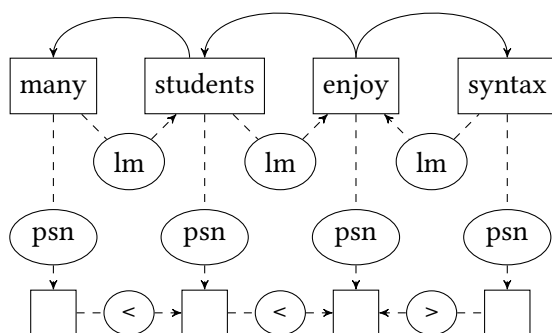 many students enjoy syntax
lm lm lm
psn psn psn psn
< < >